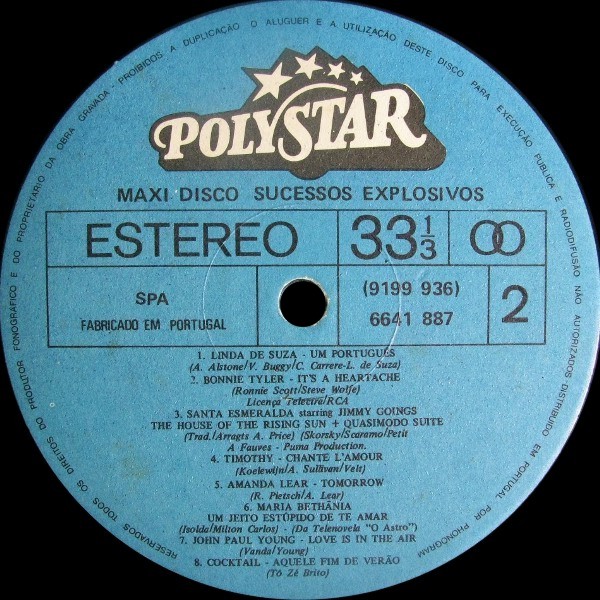 RESERVADOS TODOS OS DIREITOS DO PRODUTOR FONOGRÁFICO E DO PROPRIETÁRIO DA OBRA GRAVADA - PROIBIDOS A DUPLICAÇÃO O ALUGUER E A UTILIZAÇÃO DESTE DISCO PARA EXECUÇÃO PÚBLICA E RADIODIFUSÃO NÃO AUTORIZADOS DISTRIBUIDO EM PORTUGAL POR PHONOGRAM
POLYSTAR
MAXI DISCO SUCESSOS EXPLOSIVOS
ESTEREO 33 1/3
SPA (9199 936) 2
FABRICADO EM PORTUGAL 6641 887
1. LINDA DE SUZA - UM PORTUGUÊS
(A. Alstone/V. Buggy/C. Carrere-L. de Suza)
2. BONNIE TYLER - IT'S A HEARTACHE
(Ronnie Scott/Steve Wolfe)
Licença Telectra/RCA
3. SANTA ESMERALDA starring JIMMY GOINGS
THE HOUSE OF THE RISING SUN + QUASIMODO SUITE
(Trad./Arragts A. Price) (Skorsky/Scaramo/Petit
A Fauves - Puma Production.
4. TIMOTHY - CHANTE L'AMOUR
(Koelewijn/A. Sullivan/Velt)
5. AMANDA LEAR - TOMORROW
(R. Pietsch/A. Lear)
6. MARIA BETHÂNIA
UM JEITO ESTÚPIDO DE TE AMAR
(Isolda/Milton Carlos) - (Da Telenovela "O Astro")
7. JOHN PAUL YOUNG - LOVE IS IN THE AIR
(Vanda/Young)
8. COCKTAIL - AQUELE FIM DE VERÃO
(Tó Zé Brito)